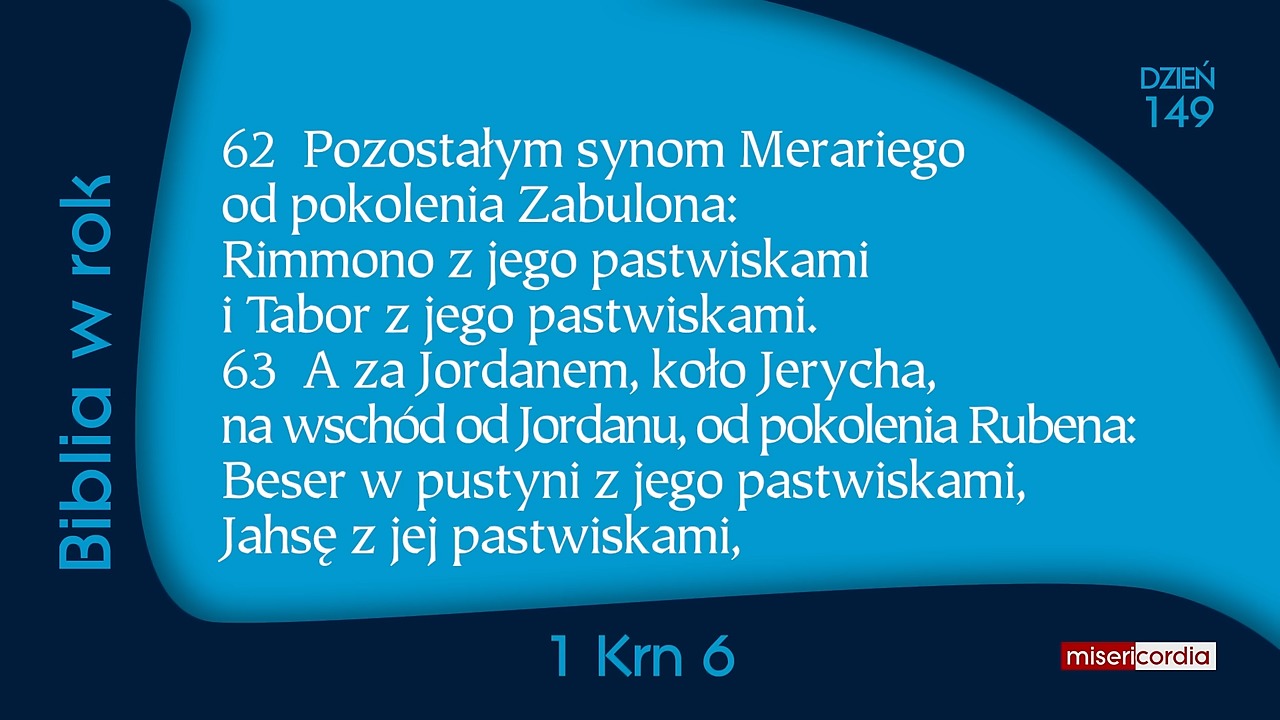 DZIEŃ
149
Biblia w rok
62 Pozostałym synom Merariego
od pokolenia Zabulona:
Rimmono z jego pastwiskami
i Tabor z jego pastwiskami.
63 A za Jordanem, koło Jerycha,
na wschód od Jordanu, od pokolenia Rubena:
Beser w pustyni z jego pastwiskami,
Jahsę z jej pastwiskami,
1 Krn 6
misericordia